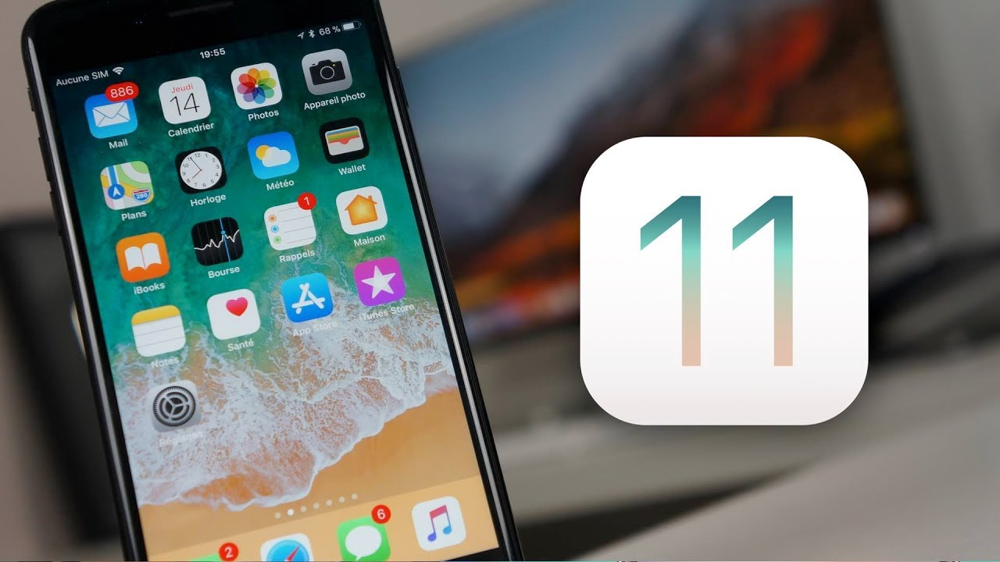 19:55
68 %
Aucune SIM
886
Mail
Jeudi
14
Calendrier
Photos
Appareil photo
Plans
280
Horloge
Météo
Wallet
iBooks
Bourse
1
Rappels
Maison
Notes
Santé
App Store
iTunes Store
Réglages
2
6
11